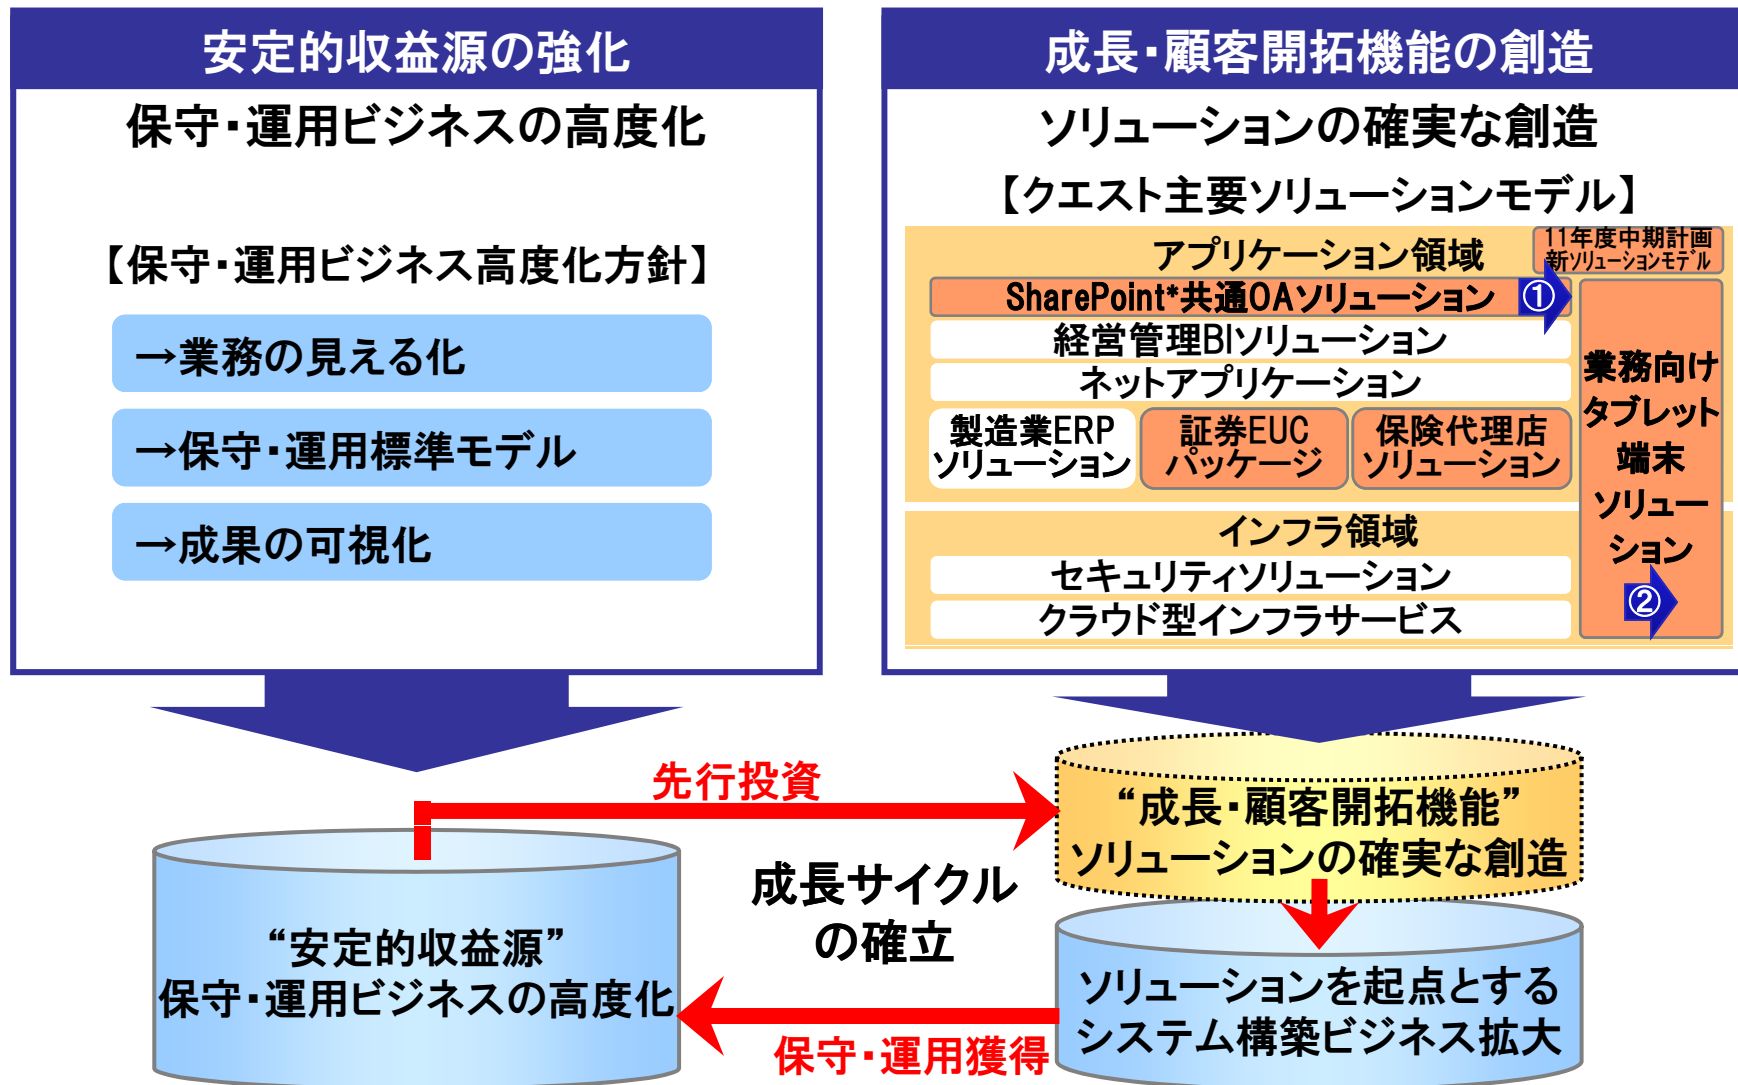 安定的収益源の強化
保守・運用ビジネスの高度化
【保守・運用ビジネス高度化方針】
→業務の見える化
→保守・運用標準モデル
→成果の可視化
成長・顧客開拓機能の創造
ソリューションの確実な創造
【クエスト主要ソリューションモデル】
アプリケーション領域
11年度中期計画
新ソリューションモデル
SharePoint*共通OAソリューション
①
経営管理BIソリューション
ネットアプリケーション
製造業ERP
ソリューション
証券EUC
パッケージ
保険代理店
ソリューション
業務向け
タブレット
端末
ソリュー
ション
②
インフラ領域
セキュリティソリューション
クラウド型インフラサービス
先行投資
“成長・顧客開拓機能”
ソリューションの確実な創造
成長サイクル
の確立
“安定的収益源”
保守・運用ビジネスの高度化
ソリューションを起点とする
システム構築ビジネス拡大
保守・運用獲得